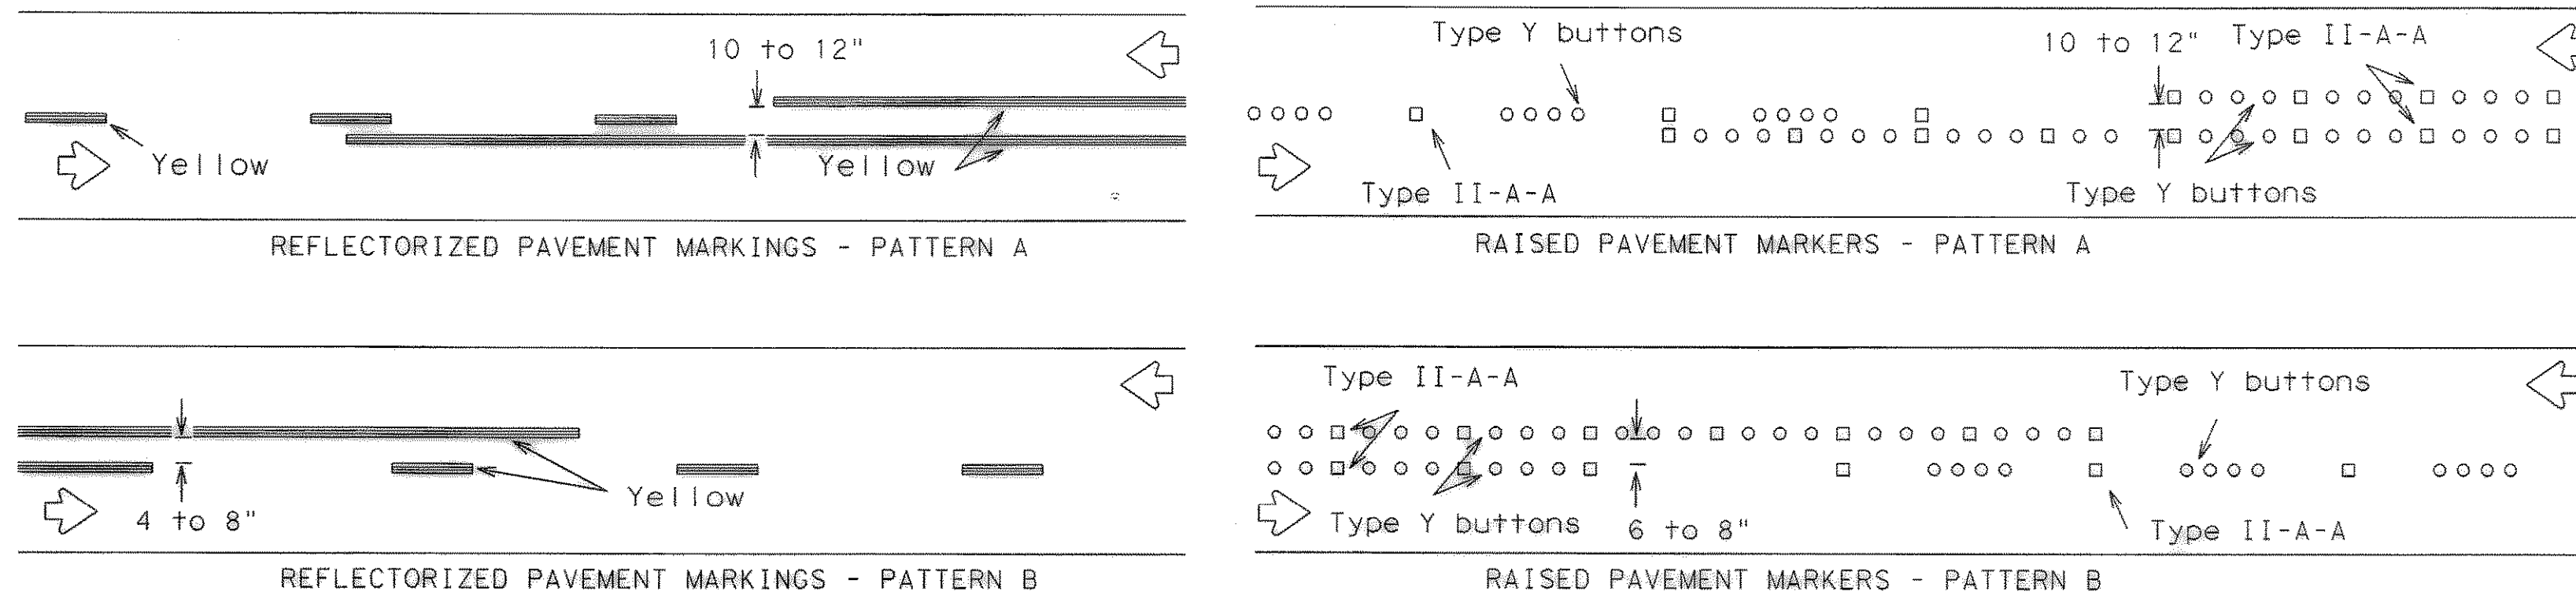 10 to 12"
Yellow
Yellow
REFLECTORIZED PAVEMENT MARKINGS - PATTERN A
Type Y buttons
10 to 12"
Type II-A-A
Type II-A-A
Type Y buttons
RAISED PAVEMENT MARKERS - PATTERN A
4 to 8"
Yellow
REFLECTORIZED PAVEMENT MARKINGS - PATTERN B
Type II-A-A
Type Y buttons
Type Y buttons
6 to 8"
Type II-A-A
RAISED PAVEMENT MARKERS - PATTERN B